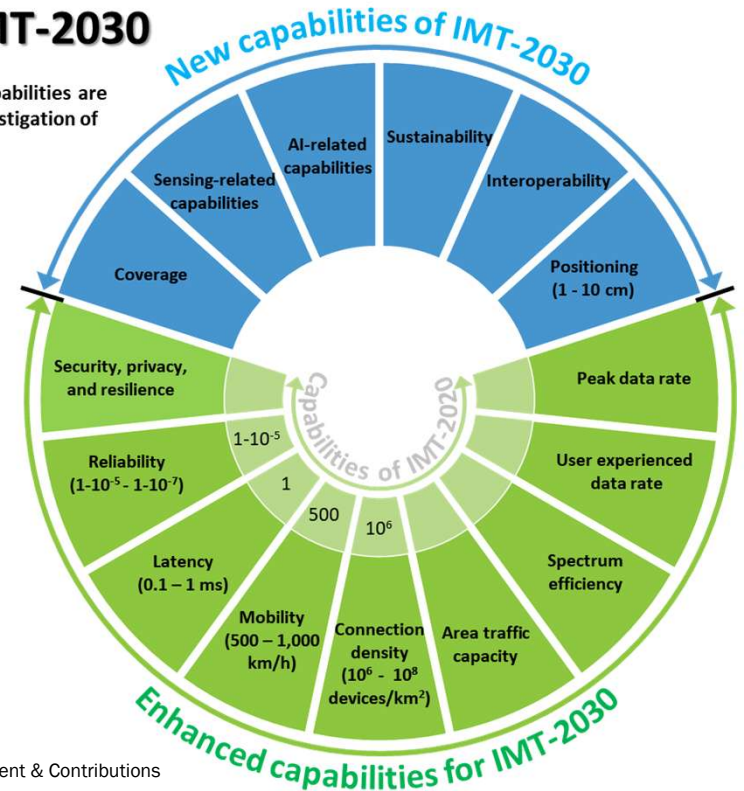 MT-2030
New capabilities of IMT-2030
abilities are
stigation of
AI-related
capabilities
Sustainability
Sensing-related
capabilities
Interoperability
Coverage
Positioning
(1 - 10 cm)
Security, privacy,
and resilience
Peak data rate
Capabilities of IMT-2020
1-10⁻⁵
1
500
10⁶
Reliability
(1-10⁻⁵ - 1-10⁻⁷)
User experienced
data rate
Latency
(0.1 – 1 ms)
Spectrum
efficiency
Mobility
(500 – 1,000
km/h)
Connection
density
(10⁶ - 10⁸
devices/km²)
Area traffic
capacity
Enhanced capabilities for IMT-2030
ent & Contributions